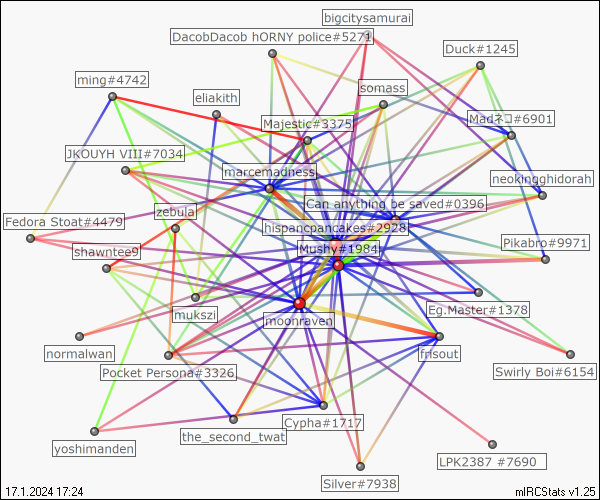 bigcitysamurai
DacobDacob hORNY police#5271
Duck#1245
ming#4742
somass
eliakith
Majestic#3375
Madネコ#6901
JKOUYH VIII#7034
marcemadness
neokingghidorah
Can anything be saved#0396
zebula
Fedora Stoat#4479
hispancpancakes#2928
Pikabro#9971
shawntee9
Mushy#1984
mukszi
Eg.Master#1378
moonraven
normalwan
frisout
Pocket Persona#3326
Swirly Boi#6154
Cypha#1717
the_second_twat
yoshimanden
LPK2387 #7690
Silver#7938
17.1.2024 17:24
mIRCStats v1.25